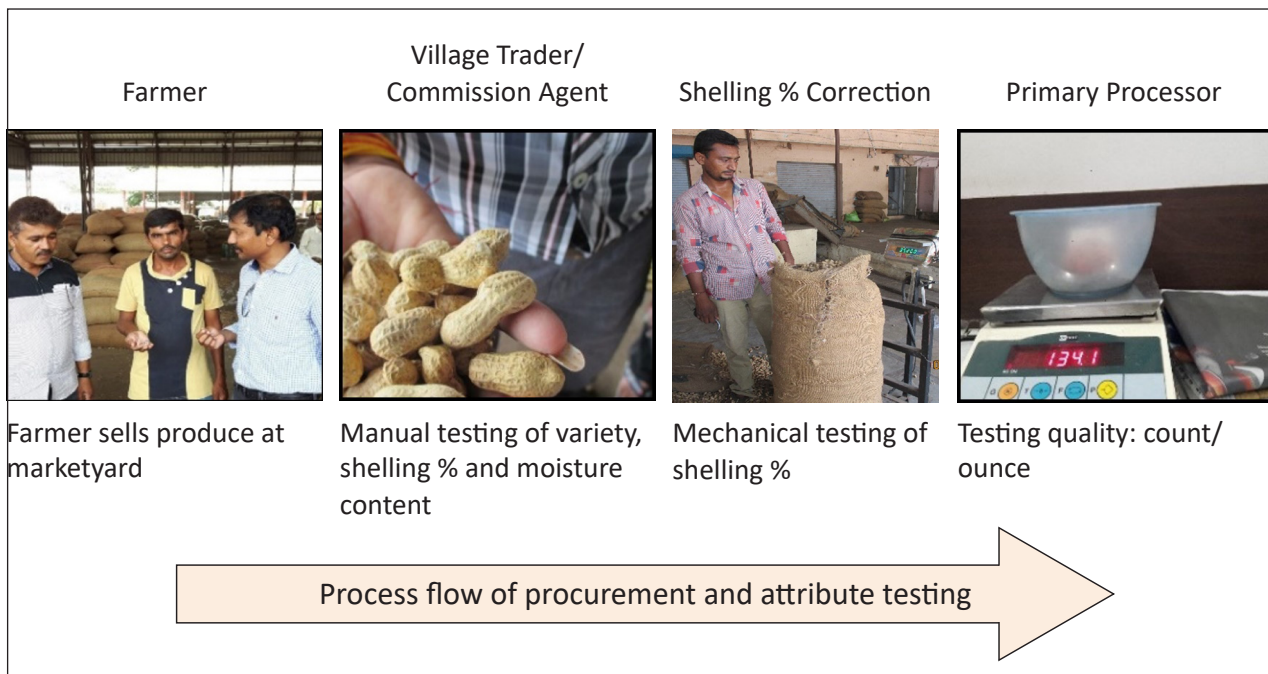 Farmer
Village Trader/
Commission Agent
Shelling % Correction
Primary Processor
134.1
Farmer sells produce at
marketyard
Manual testing of variety,
shelling % and moisture
content
Mechanical testing of
shelling %
Testing quality: count/
ounce
Process flow of procurement and attribute testing